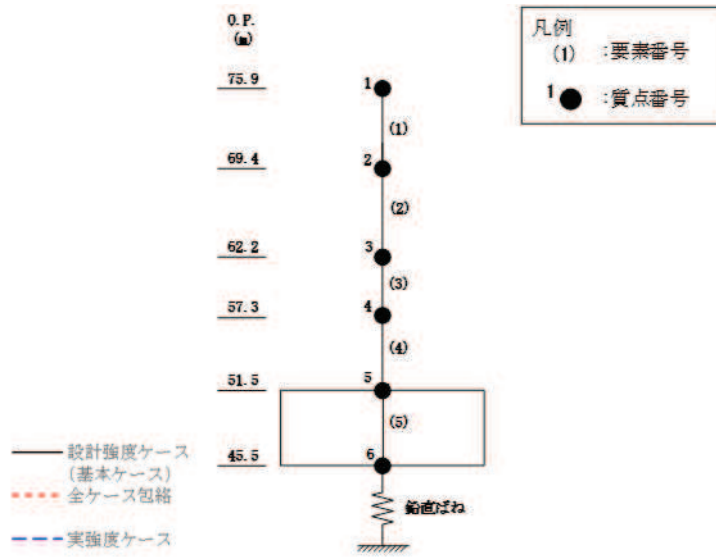 O.P.
(m)
75.9
69.4
62.2
57.3
51.5
45.5
1
(1)
2
(2)
3
(3)
4
(4)
5
(5)
6
鉛直ばね
凡例
(1) :要素番号
1 :質点番号
設計強度ケース
(基本ケース)
全ケース包絡
実強度ケース